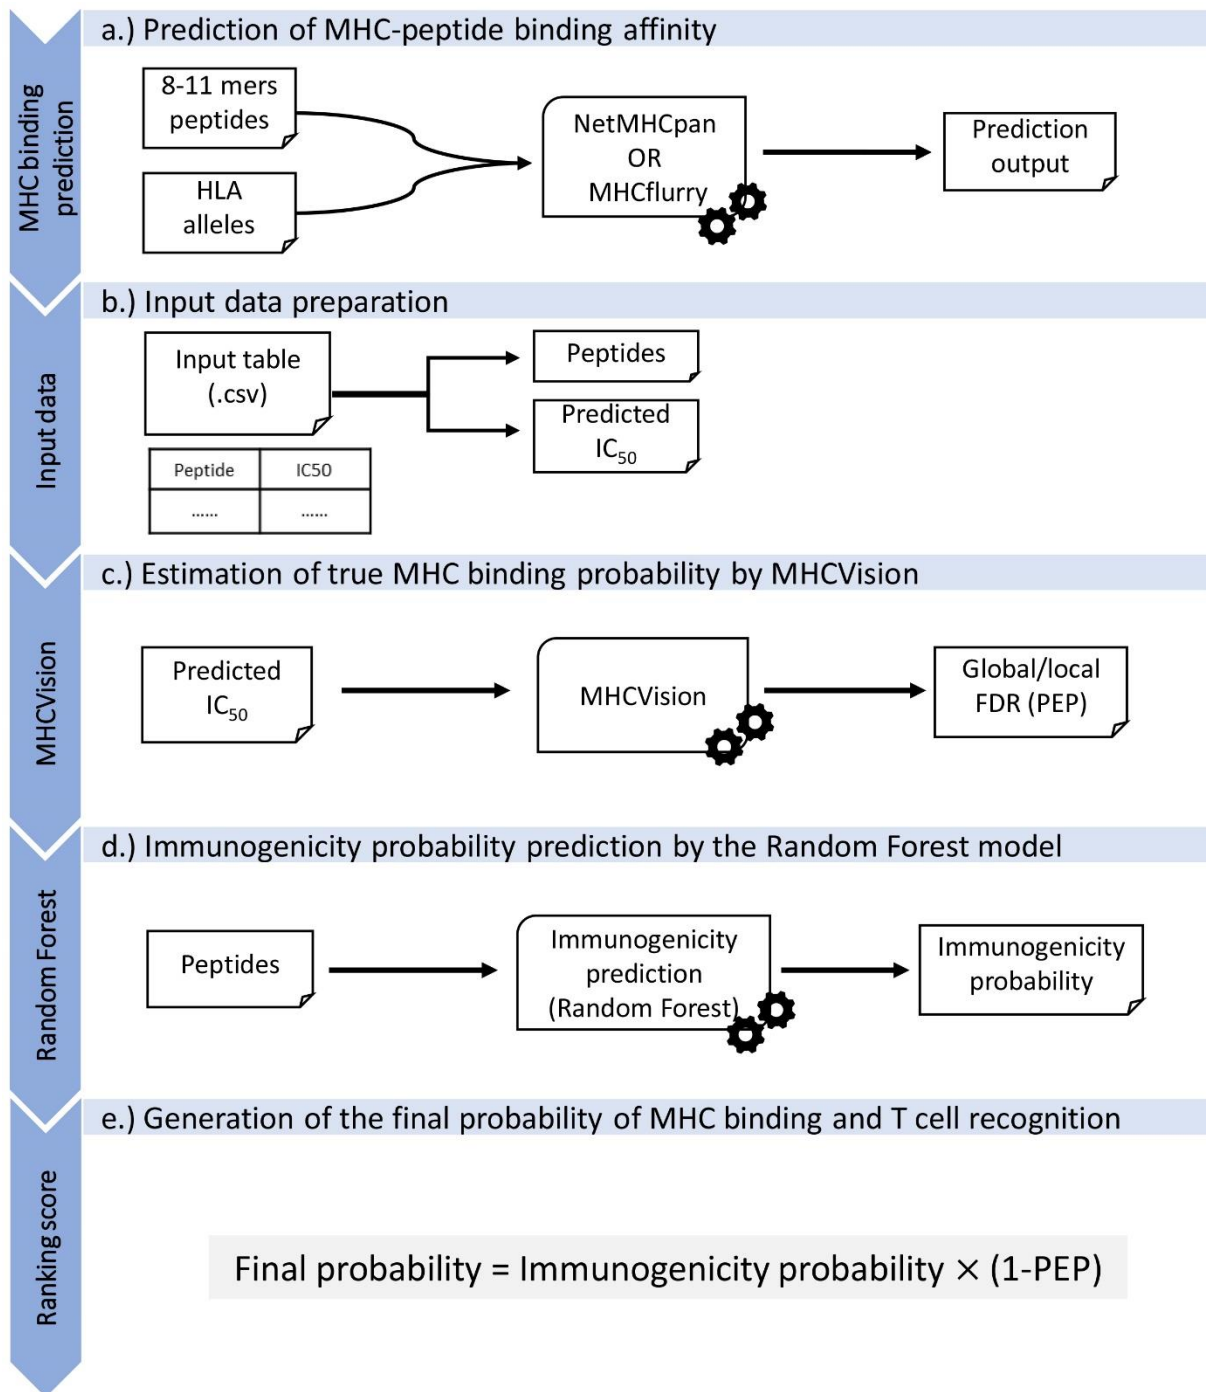 MHC binding
prediction
a.) Prediction of MHC-peptide binding affinity
8-11 mers
peptides
HLA
alleles
NetMHCpan
OR
MHCflurry
Prediction
output
Input data
b.) Input data preparation
Input table
(.csv)
Peptide
IC50
......
......
Peptides
Predicted
IC50
MHCVision
c.) Estimation of true MHC binding probability by MHCVision
Predicted
IC50
MHCVision
Global/local
FDR (PEP)
Random Forest
d.) Immunogenicity probability prediction by the Random Forest model
Peptides
Immunogenicity
prediction
(Random Forest)
Immunogenicity
probability
Ranking score
e.) Generation of the final probability of MHC binding and T cell recognition
Final probability = Immunogenicity probability × (1-PEP)